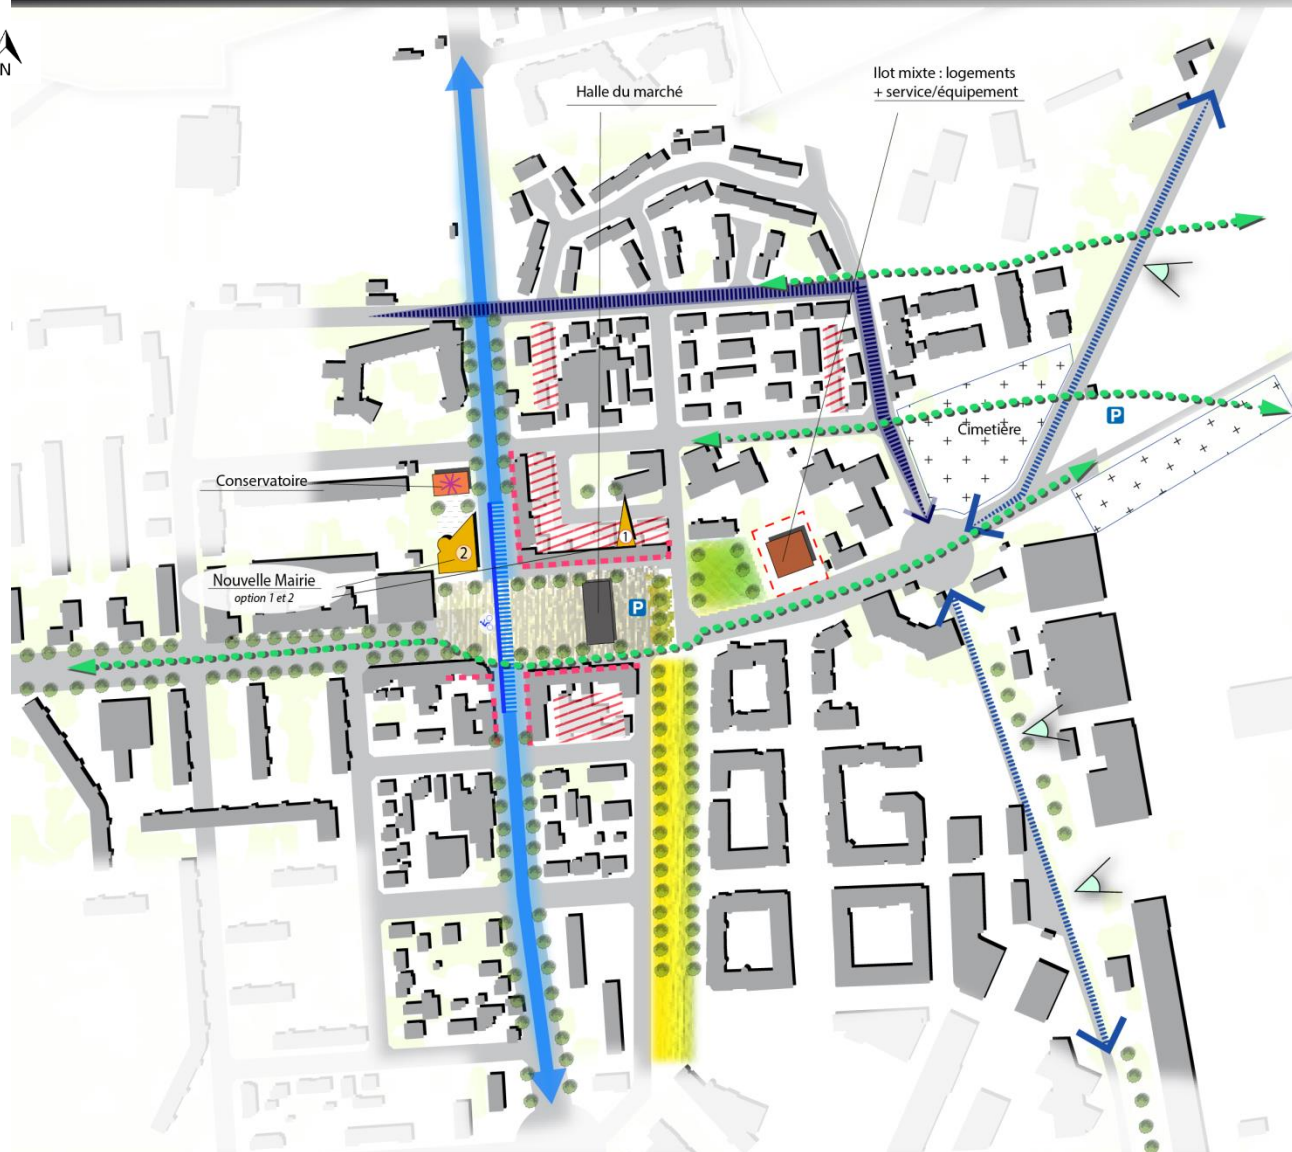 N
Halle du marché
Ilot mixte : logements
+ service/équipement
Cimetière
P
Conservatoire
1
2
Nouvelle Mairie
option 1 et 2
P